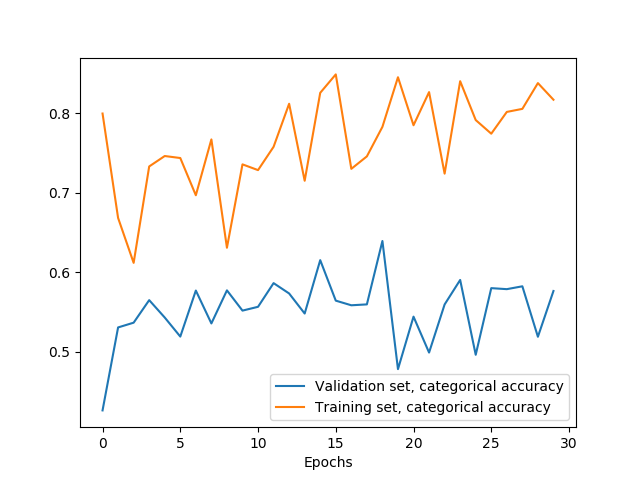 0.8
0.7
0.6
0.5
Validation set, categorical accuracy
Training set, categorical accuracy
0 5 10 15 20 25 30
Epochs